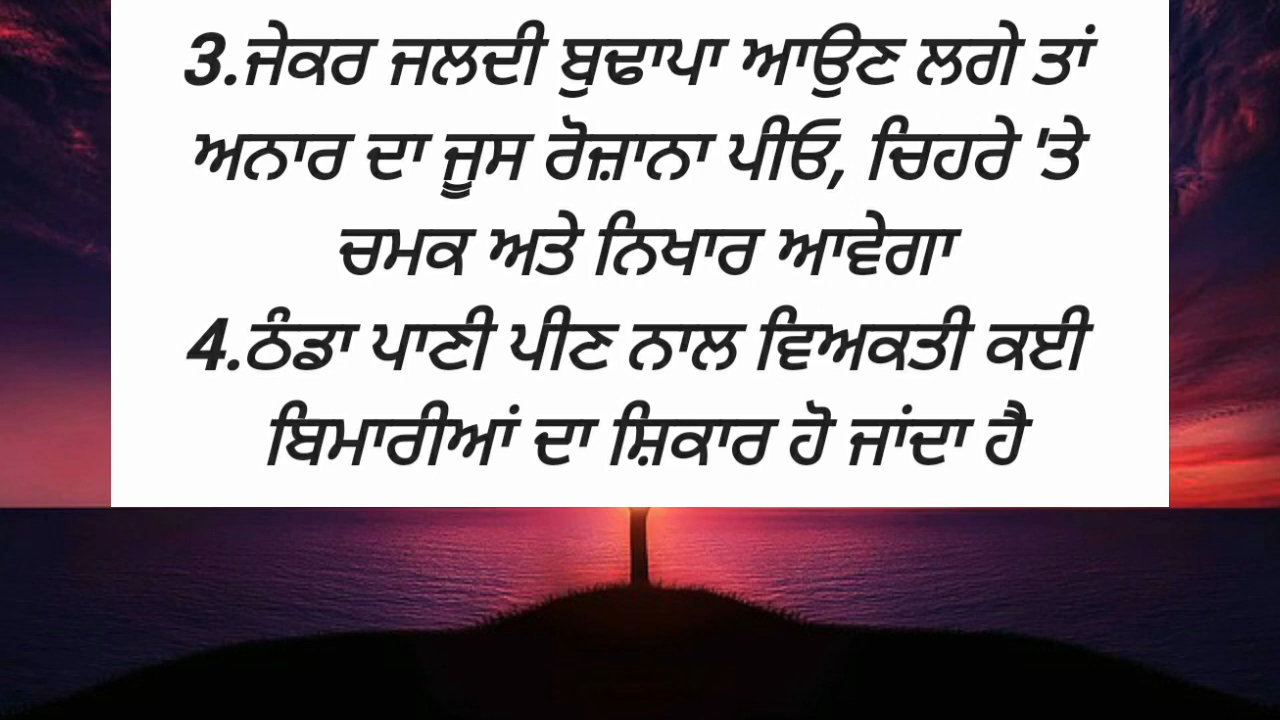 3.ਜੇਕਰ ਜਲਦੀ ਬੁਢਾਪਾ ਆਉਣ ਲਗੇ ਤਾਂ
ਅਨਾਰ ਦਾ ਜੂਸ ਰੋਜ਼ਾਨਾ ਪੀਓ, ਚਿਹਰੇ 'ਤੇ
ਚਮਕ ਅਤੇ ਨਿਖਾਰ ਆਵੇਗਾ
4.ਠੰਡਾ ਪਾਣੀ ਪੀਣ ਨਾਲ ਵਿਅਕਤੀ ਕਈ
ਬਿਮਾਰੀਆਂ ਦਾ ਸ਼ਿਕਾਰ ਹੋ ਜਾਂਦਾ ਹੈ